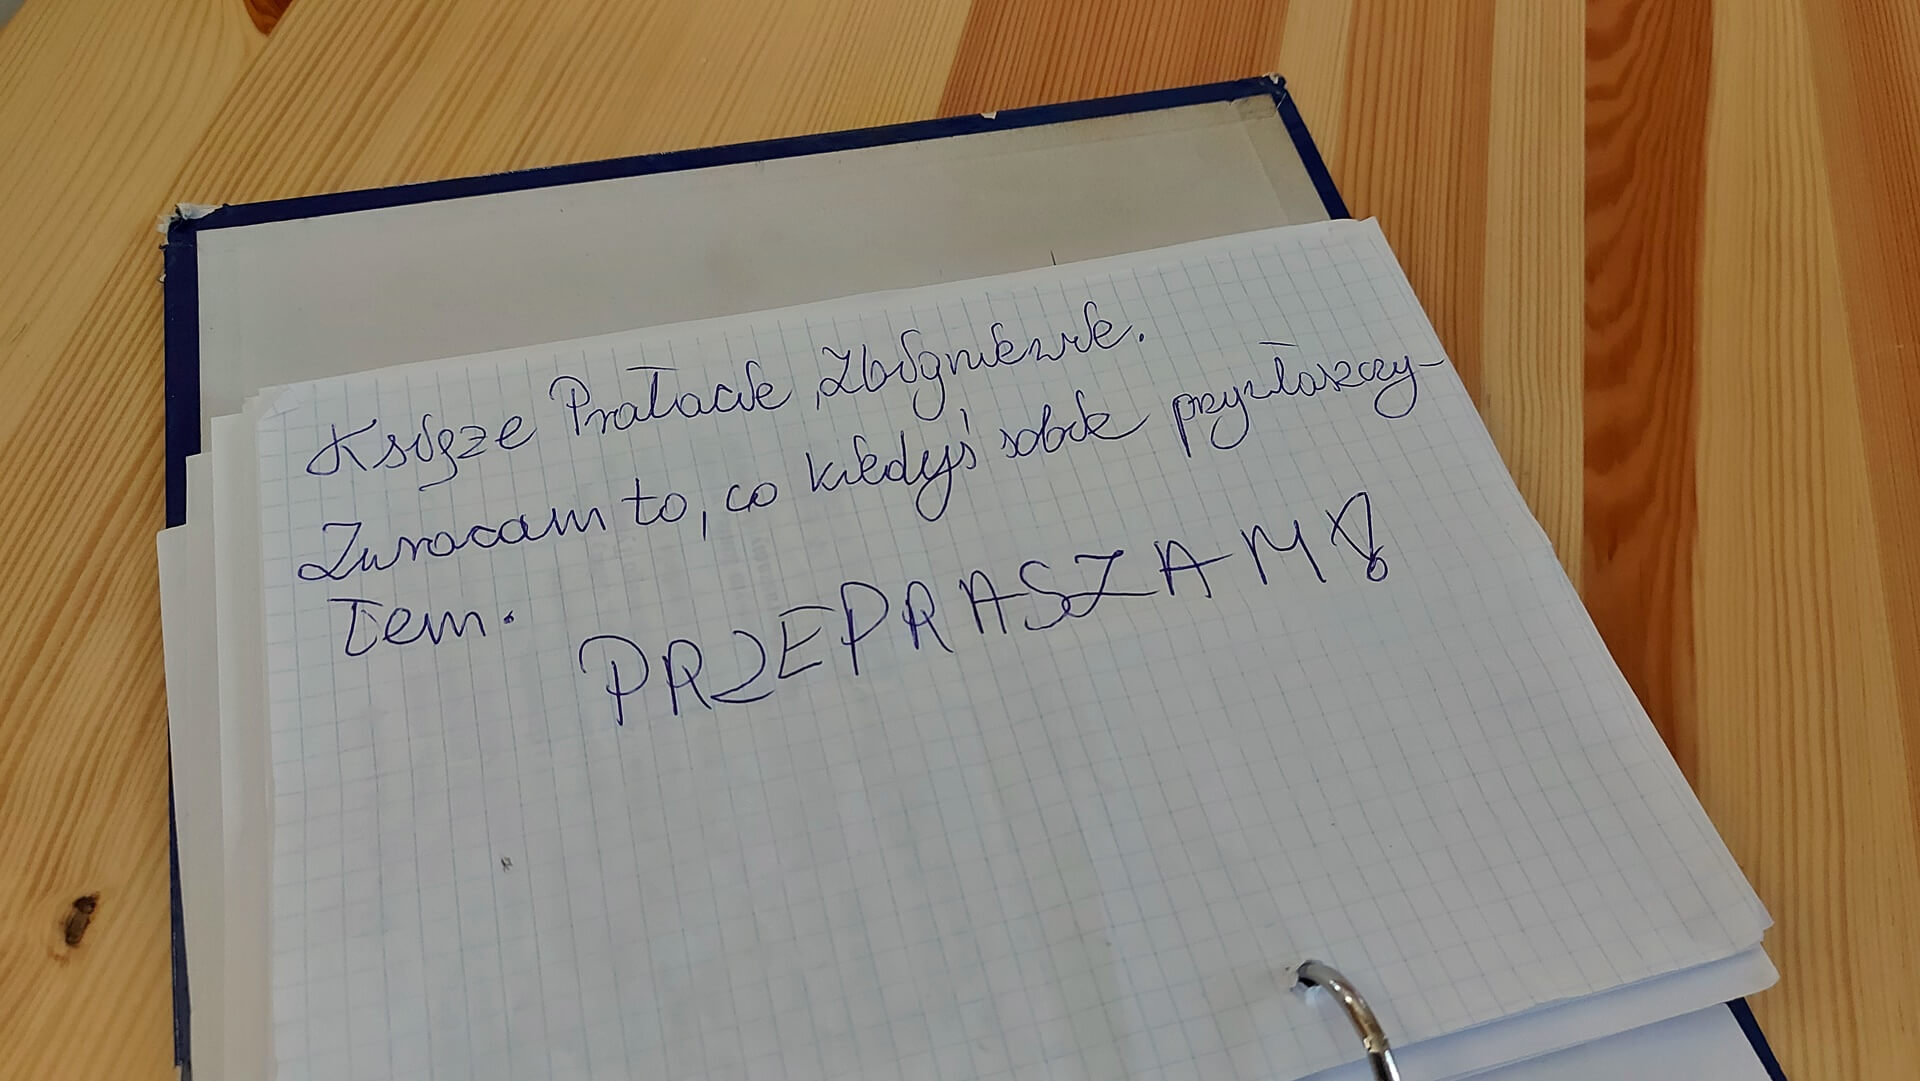 Księże Prałacie Zbigniewie.
Zwracam to, co kiedyś sobie przywłaszczy-
łem. PRZEPRASZAM!